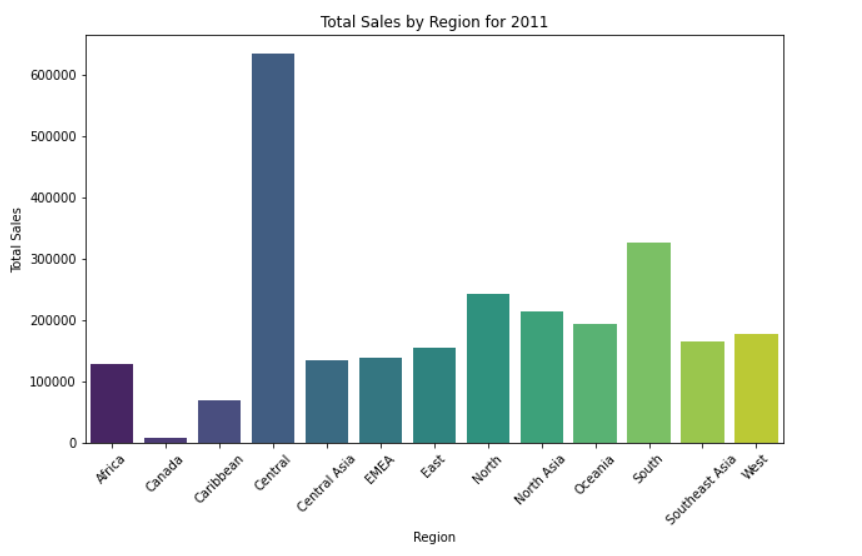 Total Sales by Region for 2011
Total Sales
600000
500000
400000
300000
200000
100000
0
Africa
Canada
Caribbean
Central
Central Asia
EMEA
East
North
North Asia
Oceania
South
Southeast Asia
West
Region